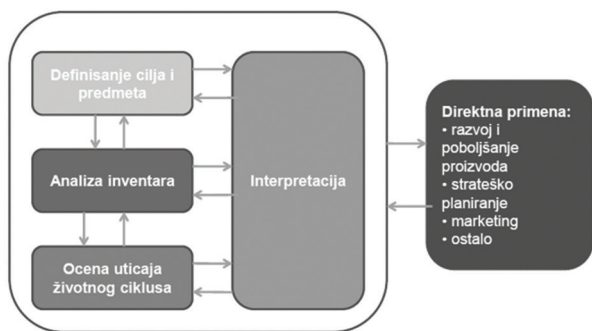 Definisanje cilja i
predmeta
Analiza inventara
Ocena uticaja
životnog ciklusa
Interpretacija
Direktna primena:
• razvoj i
poboljšanje
proizvoda
• strateško
planiranje
• marketing
• ostalo